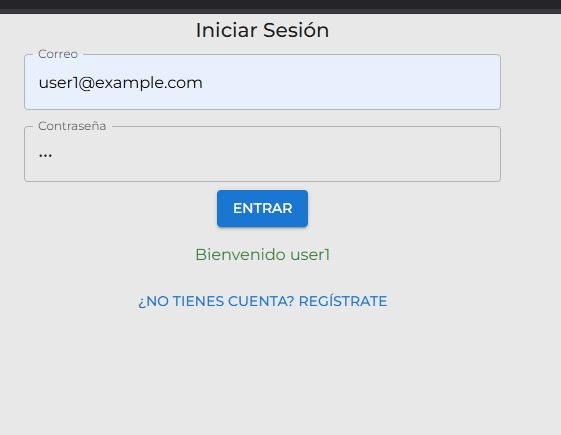 Iniciar Sesión
Correo
user1@example.com
Contraseña
•••
ENTRAR
Bienvenido user1
¿NO TIENES CUENTA? REGÍSTRATE